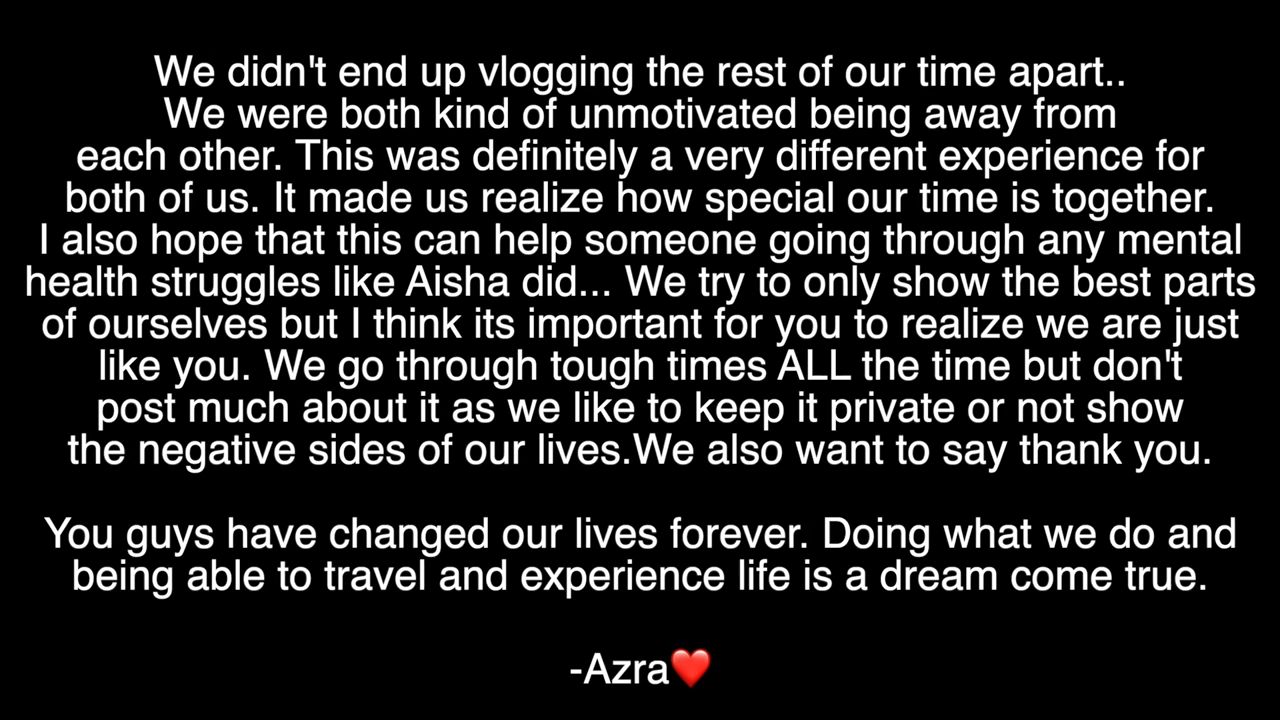 We didn't end up vlogging the rest of our time apart..
We were both kind of unmotivated being away from
each other. This was definitely a very different experience for
both of us. It made us realize how special our time is together.
I also hope that this can help someone going through any mental
health struggles like Aisha did... We try to only show the best parts
of ourselves but I think its important for you to realize we are just
like you. We go through tough times ALL the time but don't
post much about it as we like to keep it private or not show
the negative sides of our lives.We also want to say thank you.
You guys have changed our lives forever. Doing what we do and
being able to travel and experience life is a dream come true.
-Azra❤️